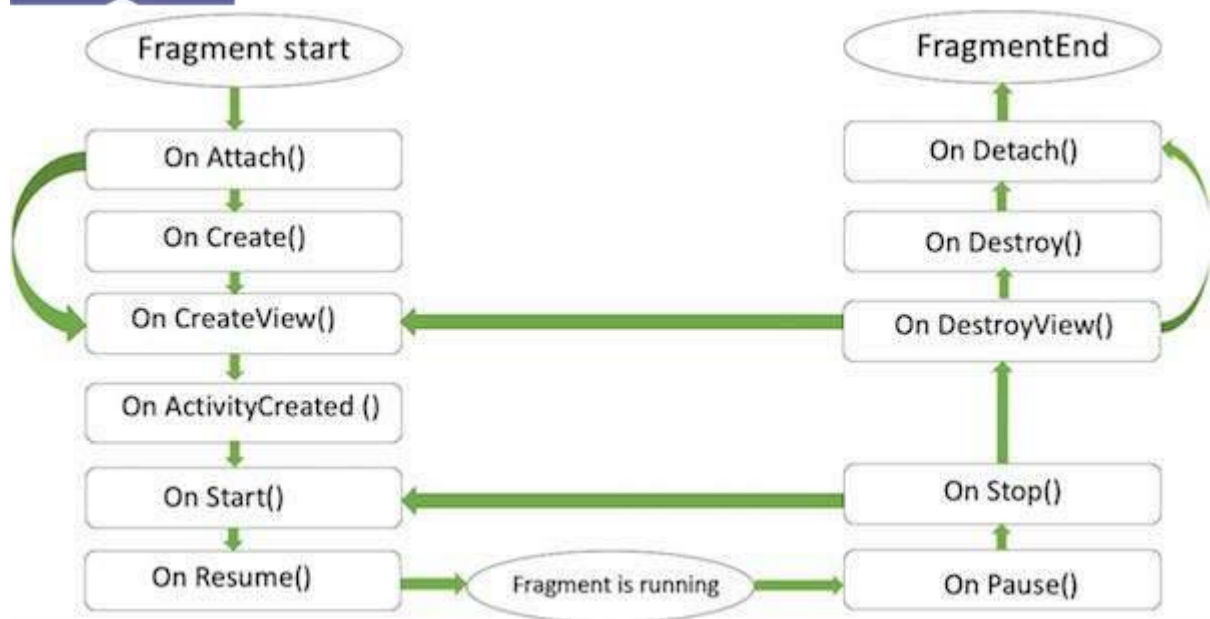 Fragment start
On Attach()
On Create()
On CreateView()
On ActivityCreated ()
On Start()
On Resume()
Fragment is running
On Pause()
On Stop()
On DestroyView()
On Destroy()
On Detach()
FragmentEnd